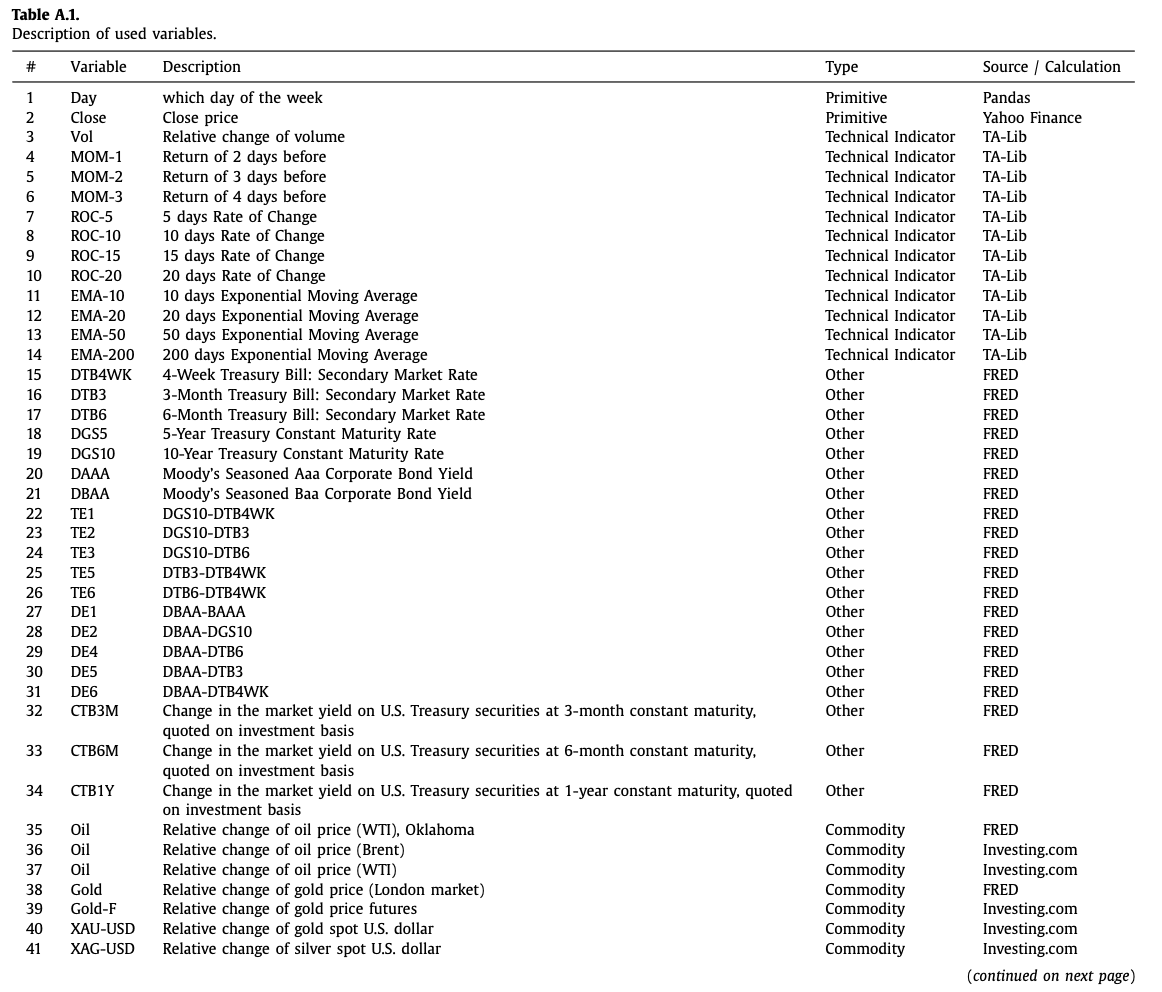 Table A.1.
Description of used variables.
# Variable Description Type Source / Calculation
1 Day which day of the week Primitive Pandas
2 Close Close price Primitive Yahoo Finance
3 Vol Relative change of volume Technical Indicator TA-Lib
4 MOM-1 Return of 2 days before Technical Indicator TA-Lib
5 MOM-2 Return of 3 days before Technical Indicator TA-Lib
6 MOM-3 Return of 4 days before Technical Indicator TA-Lib
7 ROC-5 5 days Rate of Change Technical Indicator TA-Lib
8 ROC-10 10 days Rate of Change Technical Indicator TA-Lib
9 ROC-15 15 days Rate of Change Technical Indicator TA-Lib
10 ROC-20 20 days Rate of Change Technical Indicator TA-Lib
11 EMA-10 10 days Exponential Moving Average Technical Indicator TA-Lib
12 EMA-20 20 days Exponential Moving Average Technical Indicator TA-Lib
13 EMA-50 50 days Exponential Moving Average Technical Indicator TA-Lib
14 EMA-200 200 days Exponential Moving Average Technical Indicator TA-Lib
15 DTB4WK 4-Week Treasury Bill: Secondary Market Rate Other FRED
16 DTB3 3-Month Treasury Bill: Secondary Market Rate Other FRED
17 DTB6 6-Month Treasury Bill: Secondary Market Rate Other FRED
18 DGS5 5-Year Treasury Constant Maturity Rate Other FRED
19 DGS10 10-Year Treasury Constant Maturity Rate Other FRED
20 DAAA Moody's Seasoned Aaa Corporate Bond Yield Other FRED
21 DBAA Moody's Seasoned Baa Corporate Bond Yield Other FRED
22 TE1 DGS10-DTB4WK Other FRED
23 TE2 DGS10-DTB3 Other FRED
24 TE3 DGS10-DTB6 Other FRED
25 TE5 DTB3-DTB4WK Other FRED
26 TE6 DTB6-DTB4WK Other FRED
27 DE1 DBAA-BAAA Other FRED
28 DE2 DBAA-DGS10 Other FRED
29 DE4 DBAA-DTB6 Other FRED
30 DE5 DBAA-DTB3 Other FRED
31 DE6 DBAA-DTB4WK Other FRED
32 CTB3M Change in the market yield on U.S. Treasury securities at 3-month constant maturity, Other FRED
quoted on investment basis
33 CTB6M Change in the market yield on U.S. Treasury securities at 6-month constant maturity, Other FRED
quoted on investment basis
34 CTB1Y Change in the market yield on U.S. Treasury securities at 1-year constant maturity, quoted Other FRED
on investment basis
35 Oil Relative change of oil price (WTI), Oklahoma Commodity FRED
36 Oil Relative change of oil price (Brent) Commodity Investing.com
37 Oil Relative change of oil price (WTI) Commodity Investing.com
38 Gold Relative change of gold price (London market) Commodity FRED
39 Gold-F Relative change of gold price futures Commodity Investing.com
40 XAU-USD Relative change of gold spot U.S. dollar Commodity Investing.com
41 XAG-USD Relative change of silver spot U.S. dollar Commodity Investing.com
(continued on next page)